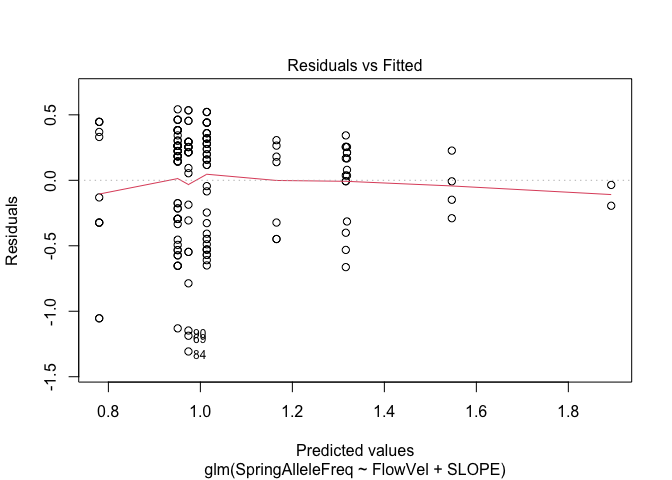 Residuals vs Fitted
Residuals
0.5
0.0
-0.5
-1.0
-1.5
90
69
84
0.8 1.0 1.2 1.4 1.6 1.8
Predicted values
glm(SpringAlleleFreq ~ FlowVel + SLOPE)